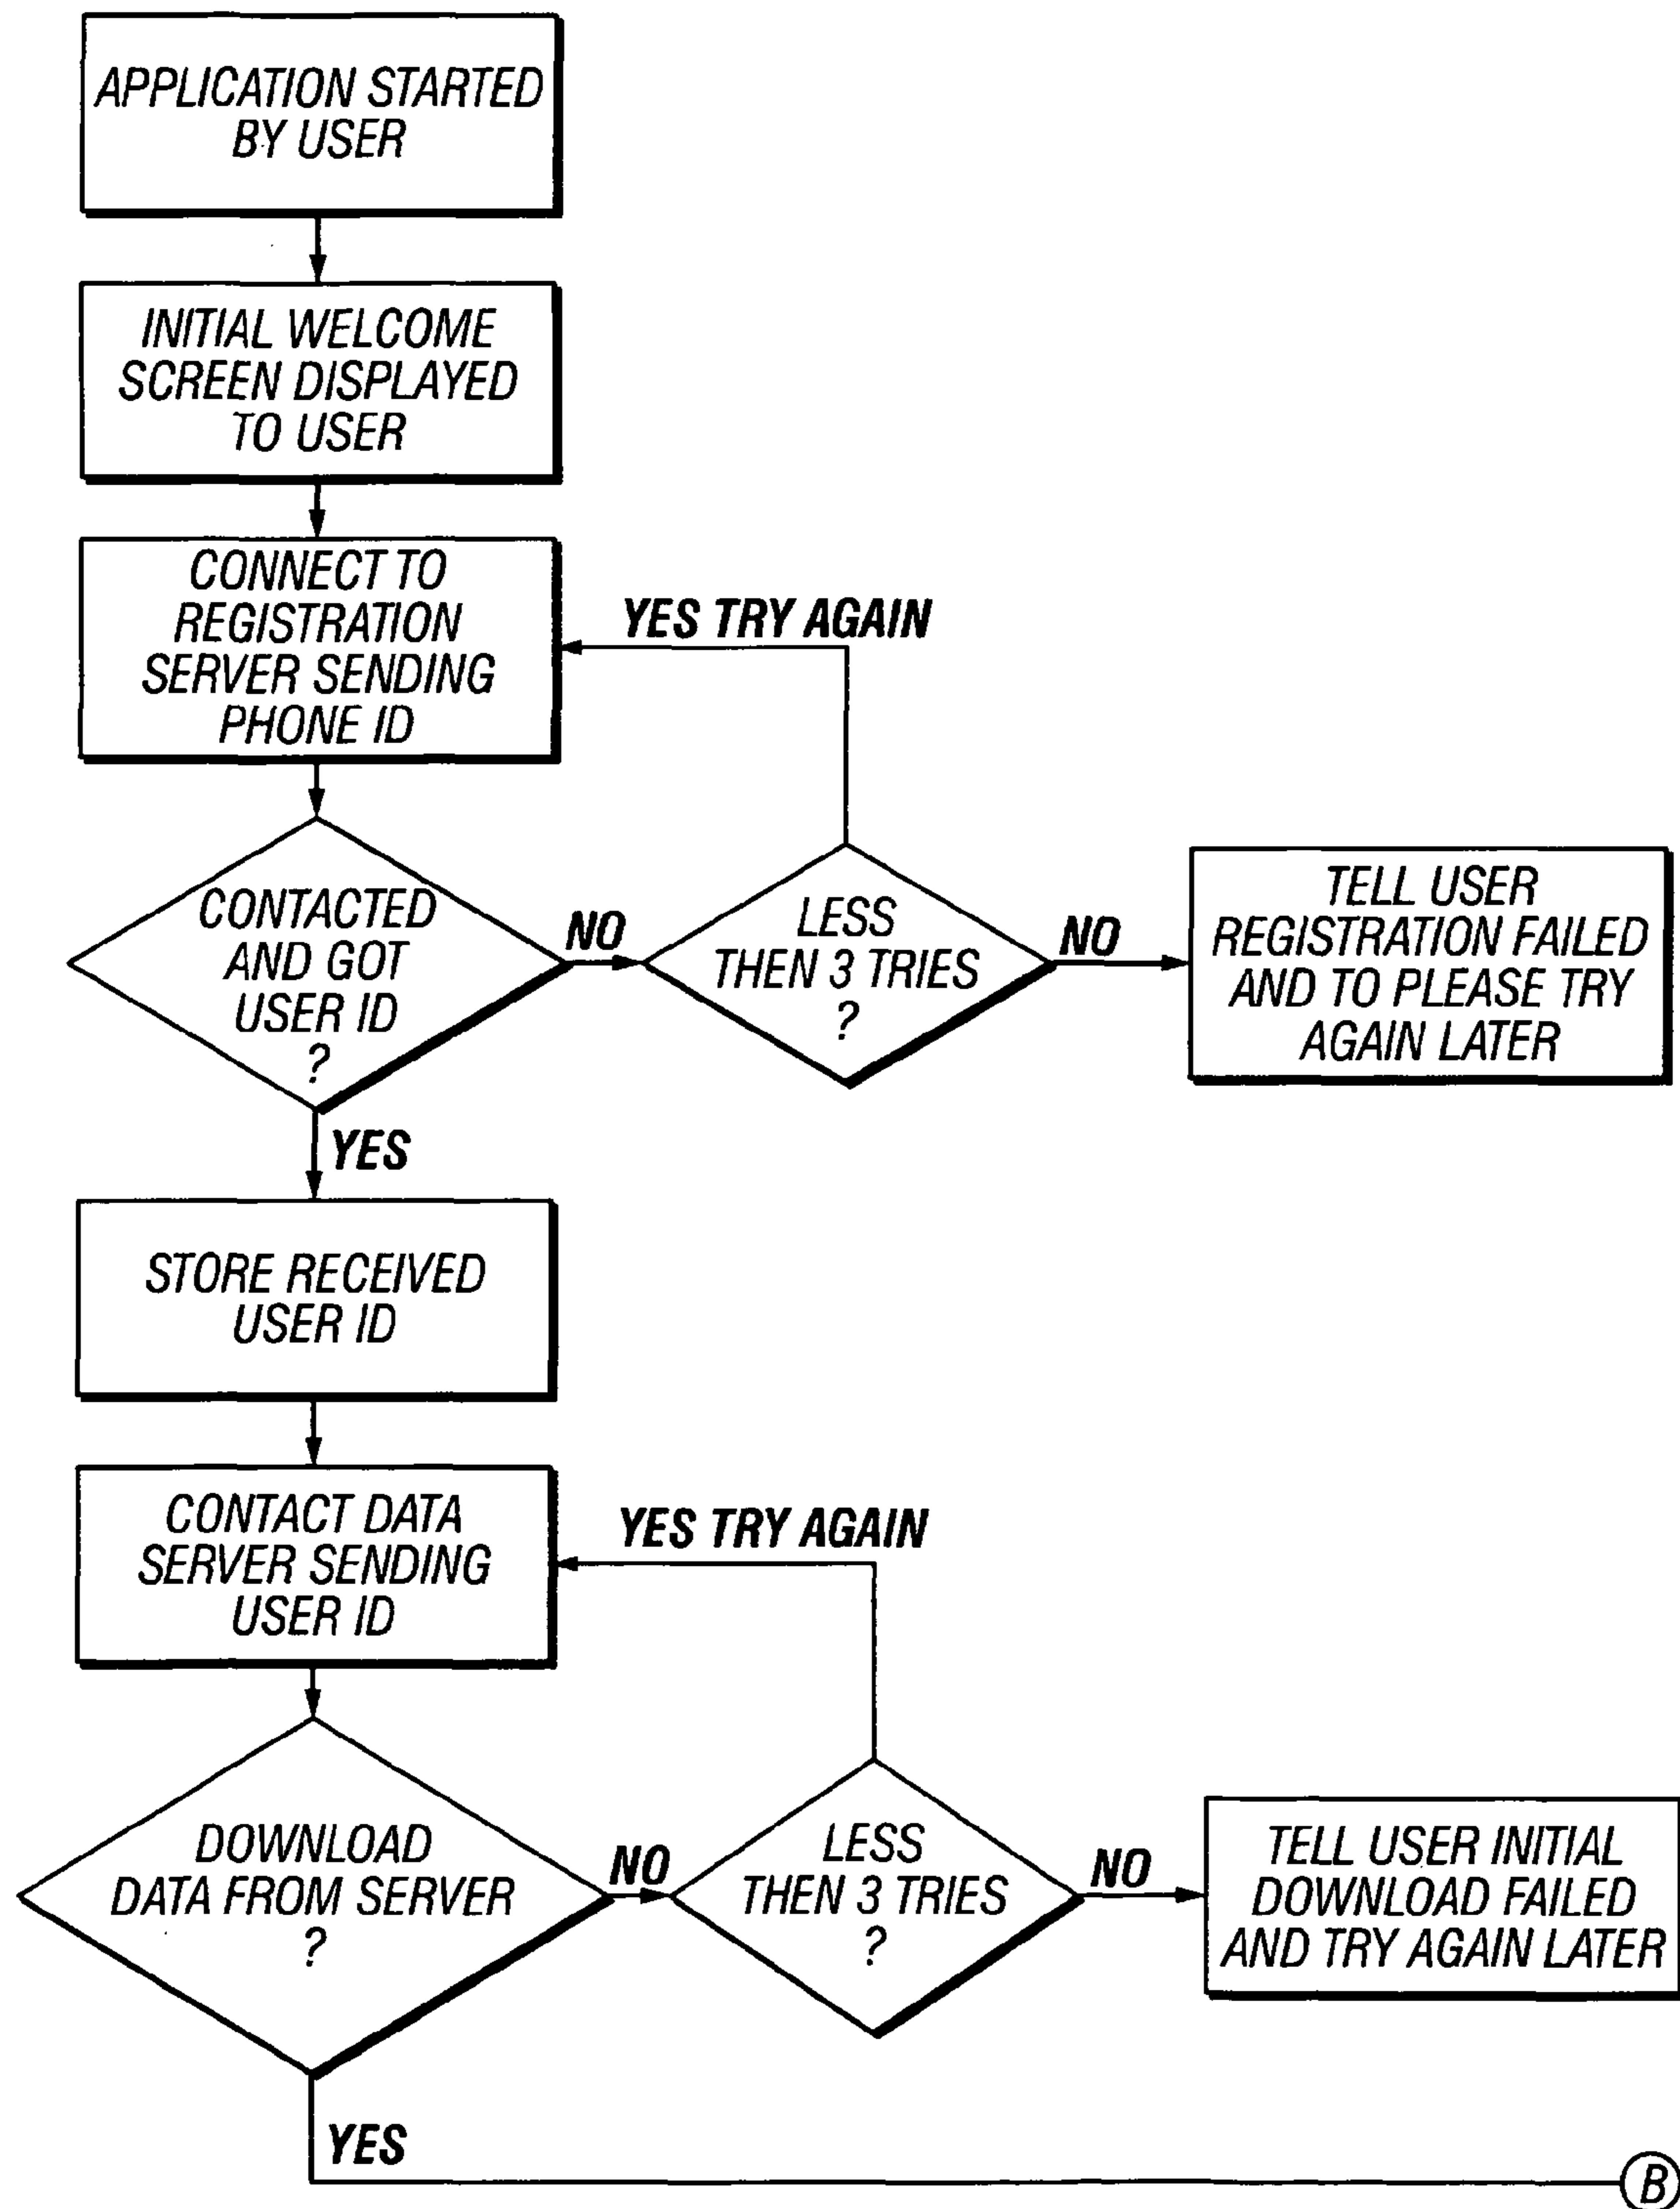 APPLICATION STARTED
BY USER
INITIAL WELCOME
SCREEN DISPLAYED
TO USER
CONNECT TO
REGISTRATION
SERVER SENDING
PHONE ID
YES TRY AGAIN
CONTACTED
AND GOT
USER ID
?
NO
LESS
THEN 3 TRIES
?
NO
TELL USER
REGISTRATION FAILED
AND TO PLEASE TRY
AGAIN LATER
YES
STORE RECEIVED
USER ID
CONTACT DATA
SERVER SENDING
USER ID
YES TRY AGAIN
DOWNLOAD
DATA FROM SERVER
?
NO
LESS
THEN 3 TRIES
?
NO
TELL USER INITIAL
DOWNLOAD FAILED
AND TRY AGAIN LATER
YES
B